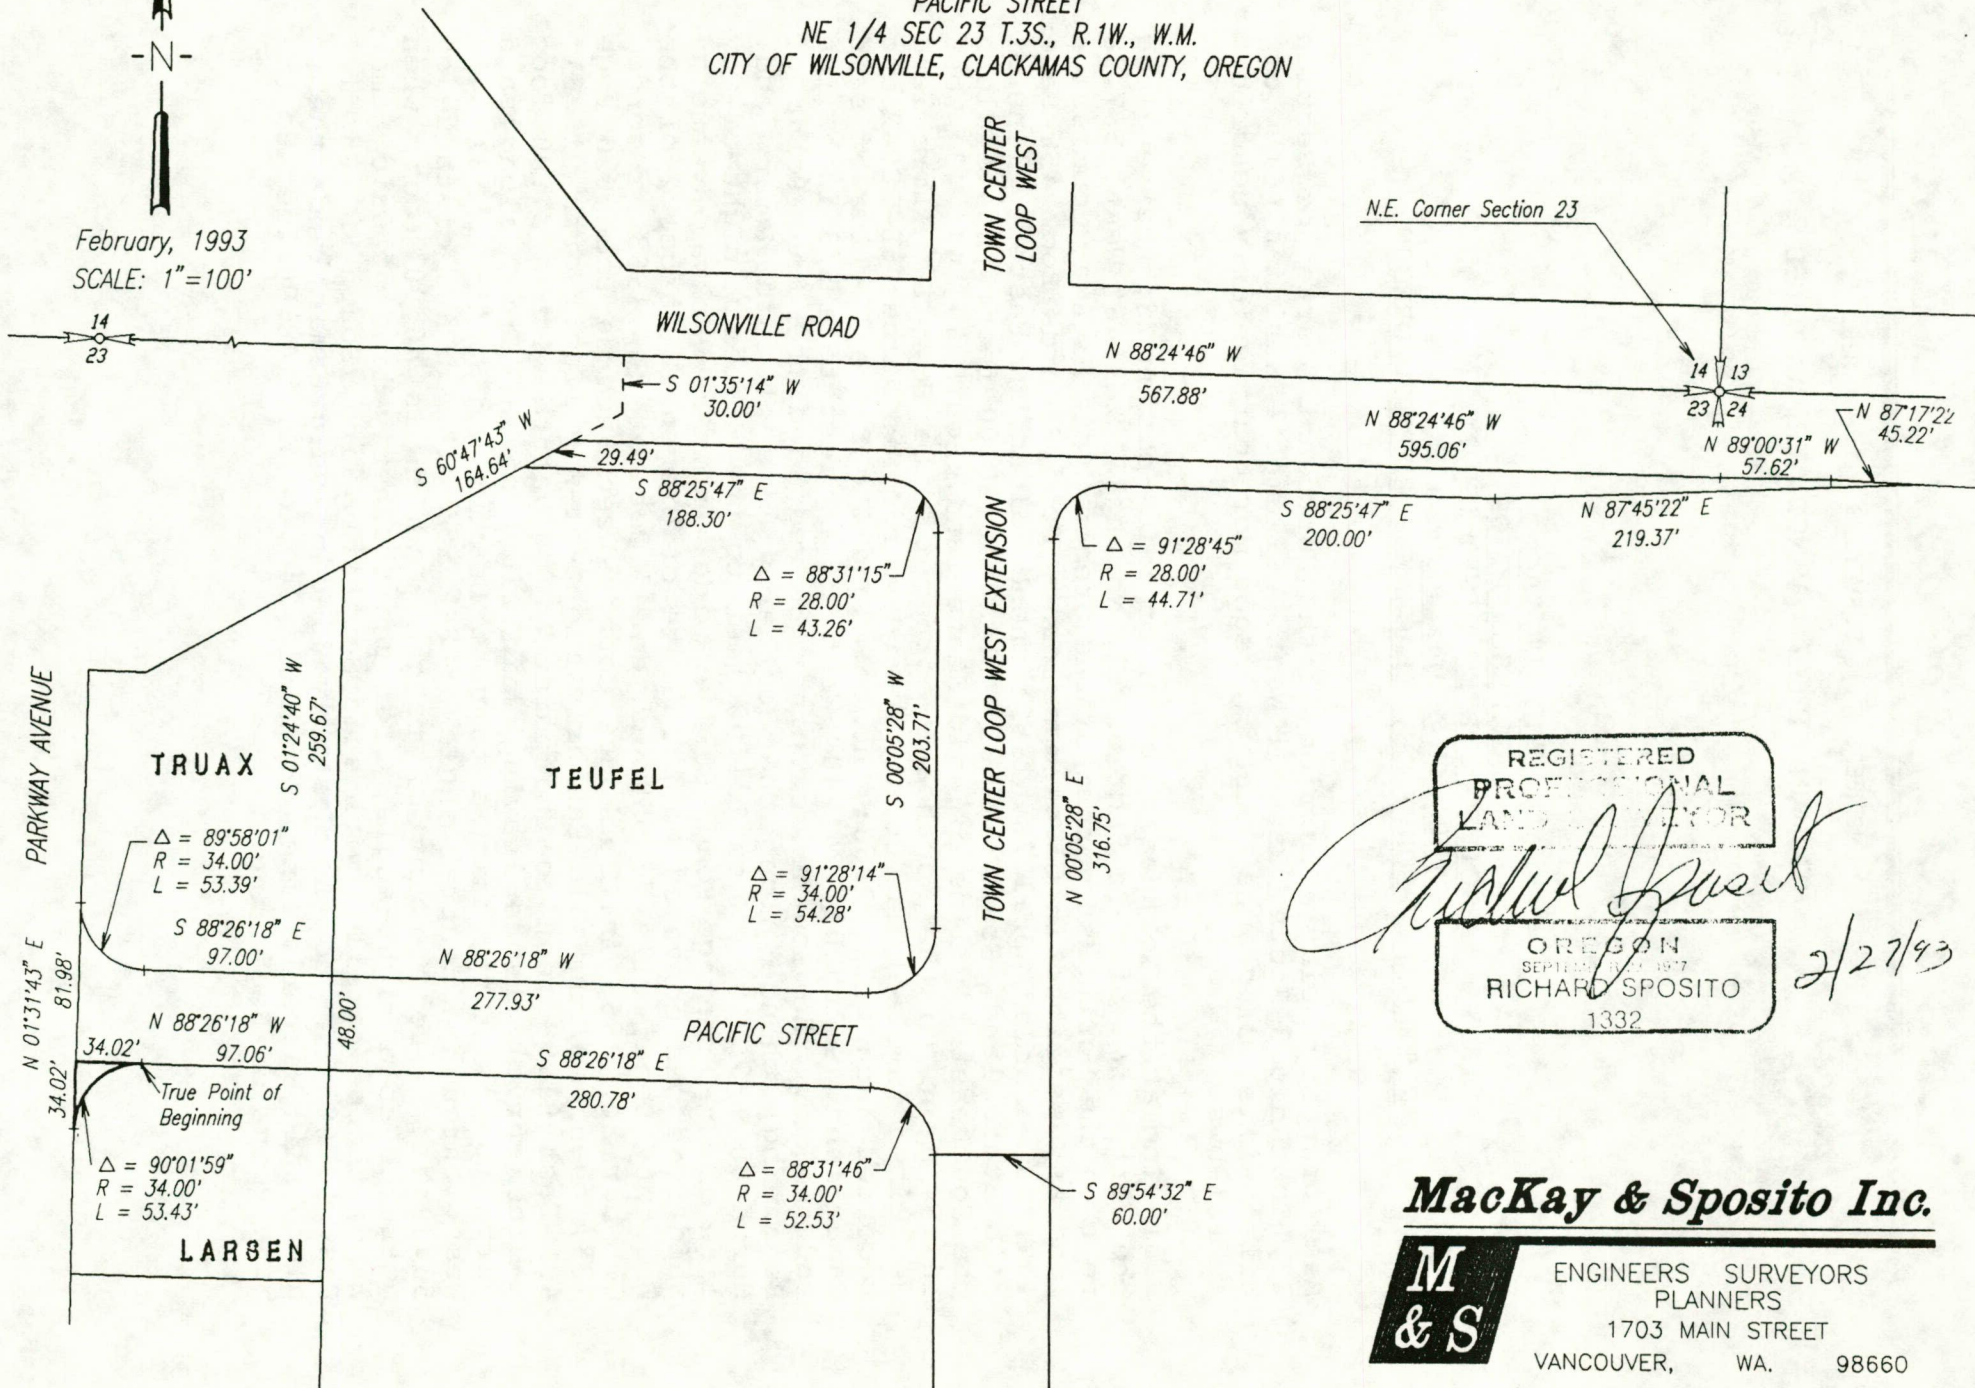 PACIFIC STREET
NE 1/4 SEC 23 T.3S., R.1W., W.M.
CITY OF WILSONVILLE, CLACKAMAS COUNTY, OREGON
-N-
February, 1993
SCALE: 1"=100'
TOWN CENTER
LOOP WEST
N.E. Corner Section 23
14
23
WILSONVILLE ROAD
S 01°35'14" W
30.00'
N 88°24'46" W
567.88'
14 13
23 24
N 88°24'46" W
595.06'
N 87°17'22
45.22'
N 89°00'31" W
57.62'
S 60°47'43" W
164.64'
29.49'
S 88°25'47" E
188.30'
S 88°25'47" E
200.00'
N 87°45'22" E
219.37'
Δ = 88°31'15"
R = 28.00'
L = 43.26'
Δ = 91°28'45"
R = 28.00'
L = 44.71'
TOWN CENTER LOOP WEST EXTENSION
PARKWAY AVENUE
S 01°24'40" W
259.67'
TRUAX
TEUFEL
S 00°05'28" W
203.71'
N 00°05'28" E
316.75'
Δ = 89°58'01"
R = 34.00'
L = 53.39'
Δ = 91°28'14"
R = 34.00'
L = 54.28'
S 88°26'18" E
97.00'
N 88°26'18" W
277.93'
N 01°31'43" E
81.98'
34.02'
N 88°26'18" W
97.06'
34.02'
48.00'
PACIFIC STREET
S 88°26'18" E
280.78'
True Point of
Beginning
Δ = 90°01'59"
R = 34.00'
L = 53.43'
Δ = 88°31'46"
R = 34.00'
L = 52.53'
S 89°54'32" E
60.00'
LARSEN
REGISTERED
PROFESSIONAL
LAND SURVEYOR
OREGON
RICHARD SPOSITO
1332
2/27/93
MacKay & Sposito Inc.
M
& S
ENGINEERS SURVEYORS
PLANNERS
1703 MAIN STREET
VANCOUVER, WA. 98660